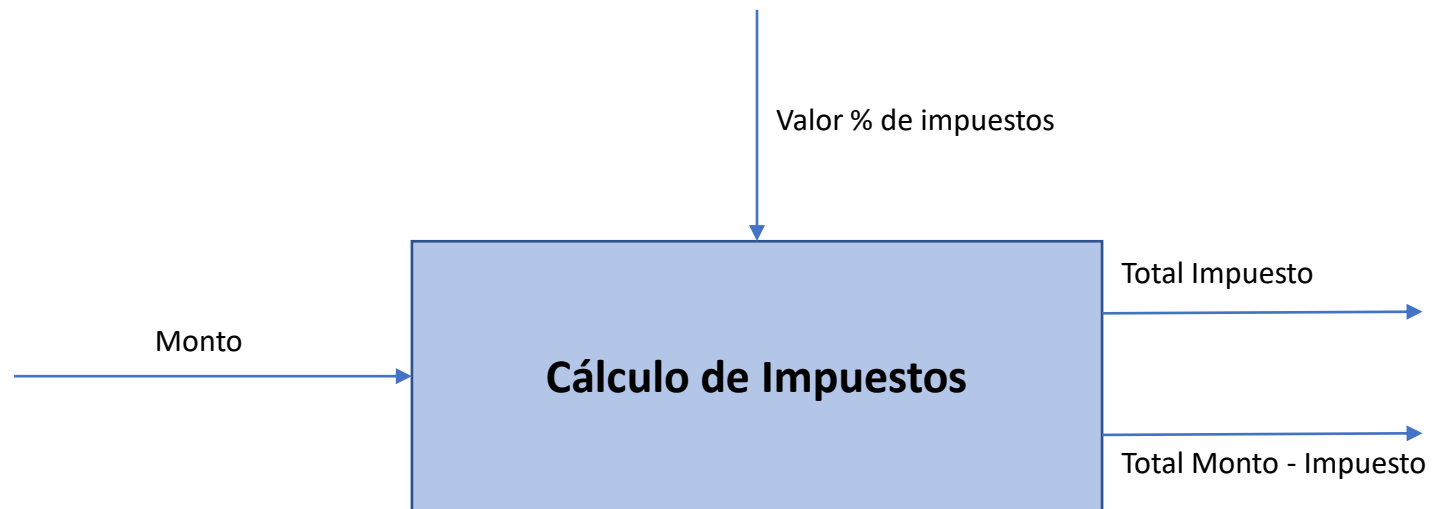 Valor % de impuestos
Total Impuesto
Monto
Cálculo de Impuestos
Total Monto - Impuesto